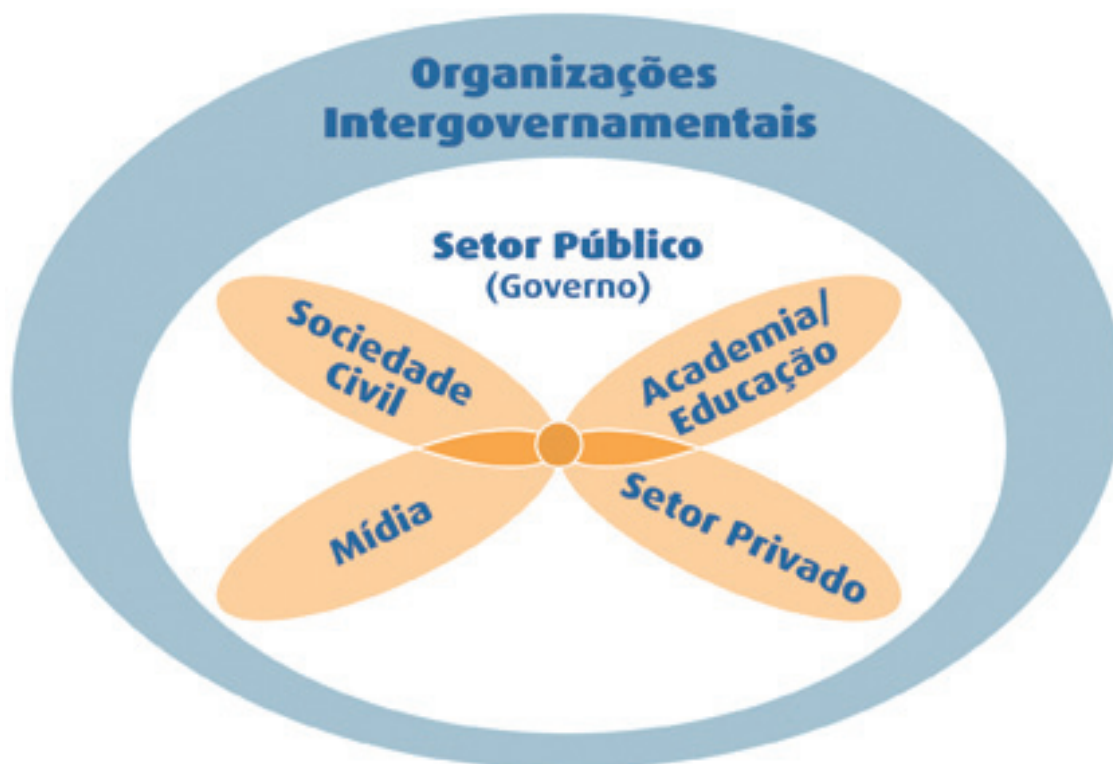 Organizações
Intergovernamentais
Setor Público
(Governo)
Sociedade
Civil
Academia/
Educação
Mídia
Setor Privado